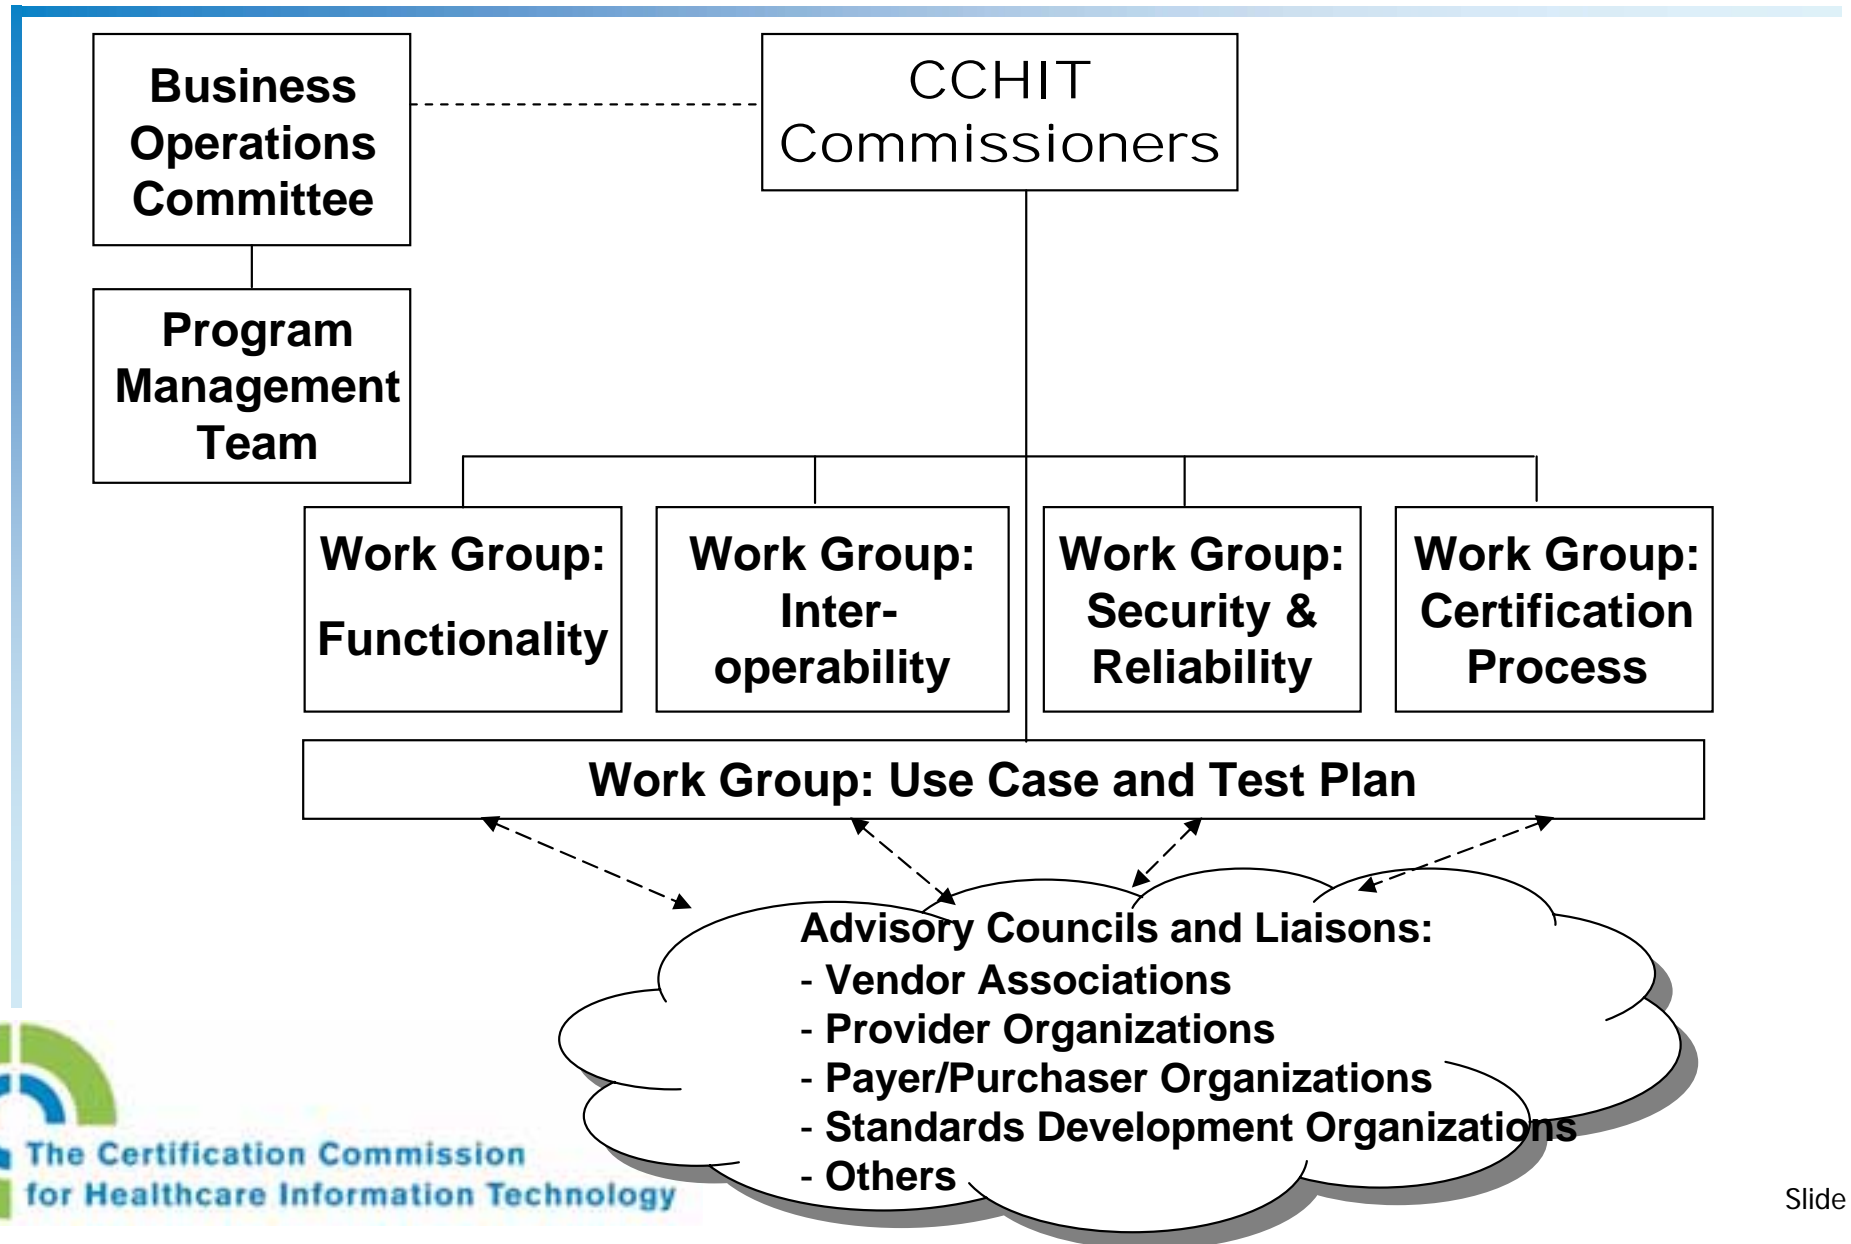 Business
Operations
Committee
CCHIT
Commissioners
Program
Management
Team
Work Group:
Functionality
Work Group:
Inter-
operability
Work Group:
Security &
Reliability
Work Group:
Certification
Process
Work Group: Use Case and Test Plan
Advisory Councils and Liaisons:
- Vendor Associations
- Provider Organizations
- Payer/Purchaser Organizations
- Standards Development Organizations
- Others
The Certification Commission
for Healthcare Information Technology
Slide